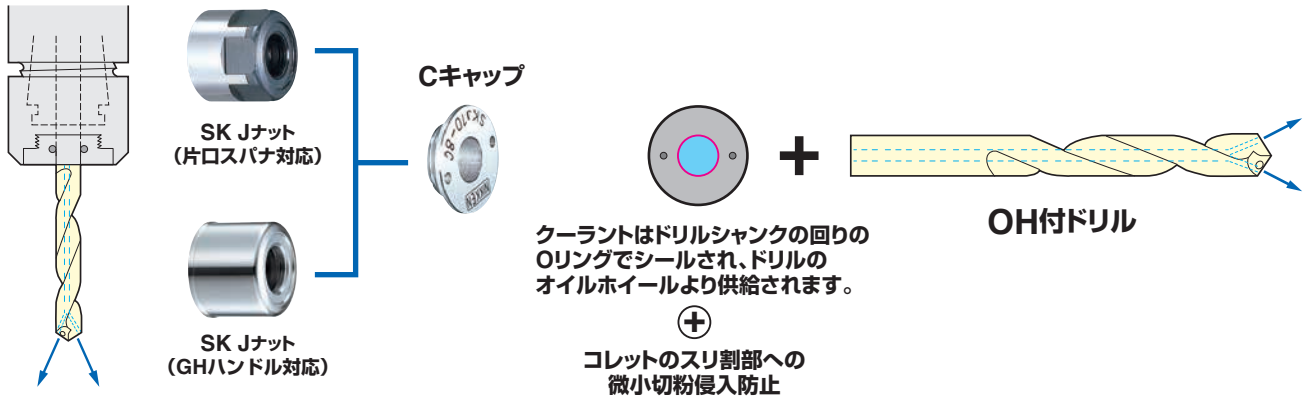 SK Jナット
（片口スパナ対応）
SK Jナット
（GHハンドル対応）
Cキャップ
SK10-8C
NIKKEN
クーラントはドリルシャンクの回りの
Oリングでシールされ、ドリルの
オイルホイールより供給されます。
＋
コレットのスリ割部への
微小切粉侵入防止
+
OH付ドリル